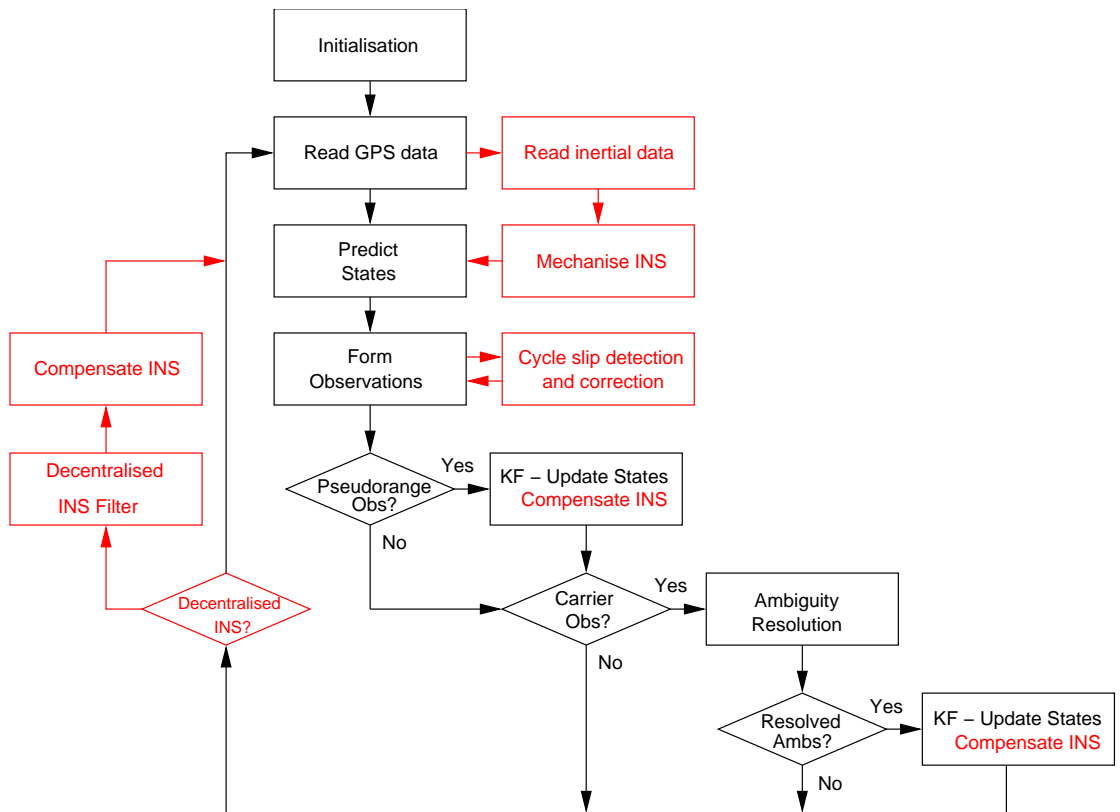 Initialisation
Read GPS data
Read inertial data
Predict
States
Mechanise INS
Form
Observations
Cycle slip detection
and correction
Compensate INS
Decentralised
INS Filter
Pseudorange
Obs?
Yes
No
KF – Update States
Compensate INS
Decentralised
INS?
Carrier
Obs?
Yes
No
Ambiguity
Resolution
Resolved
Ambs?
Yes
No
KF – Update States
Compensate INS